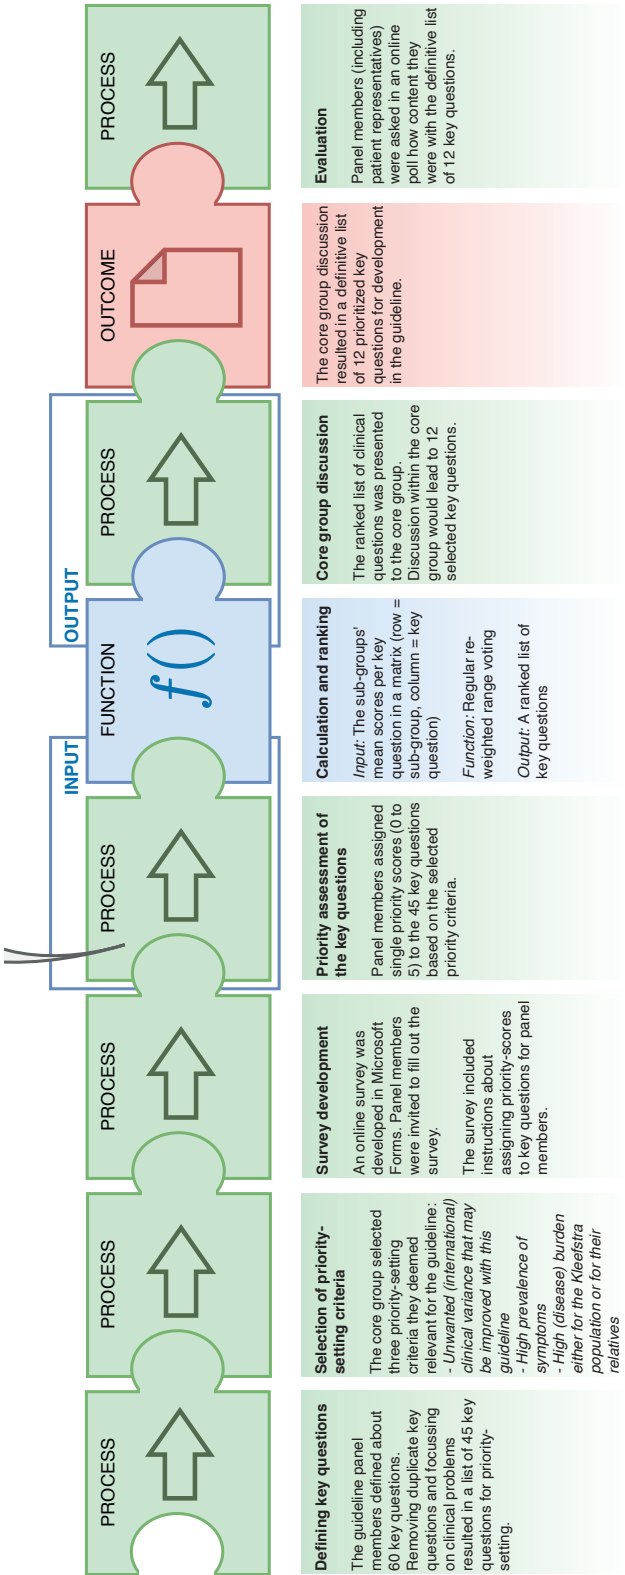 PROCESS
Defining key questions
The guideline panel
members defined about
60 key questions.
Removing duplicate key
questions and focussing
on clinical problems
resulted in a list of 45 key
questions for priority-
setting.
PROCESS
Selection of priority-
setting criteria
The core group selected
three priority-setting
criteria they deemed
relevant for the guideline:
- Unwanted (international)
clinical variance that may
be improved with this
guideline
- High prevalence of
symptoms
- High (disease) burden
either for the Kleefstra
population or for their
relatives
PROCESS
Survey development
An online survey was
developed in Microsoft
Forms. Panel members
were invited to fill out the
survey.
The survey included
instructions about
assigning priority-scores
to key questions for panel
members.
INPUT
PROCESS
Priority assessment of
the key questions
Panel members assigned
single priority scores (0 to
5) to the 45 key questions
based on the selected
priority criteria.
FUNCTION
f()
Calculation and ranking
Input: The sub-groups'
mean scores per key
question in a matrix (row =
sub-group, column = key
question)
Function: Regular re-
weighted range voting
Output: A ranked list of
key questions
OUTPUT
PROCESS
Core group discussion
The ranked list of clinical
questions was presented
to the core group.
Discussion within the core
group would lead to 12
selected key questions.
OUTCOME
The core group discussion
resulted in a definitive list
of 12 prioritized key
questions for development
in the guideline.
PROCESS
Evaluation
Panel members (including
patient representatives)
were asked in an online
poll how content they
were with the definitive list
of 12 key questions.